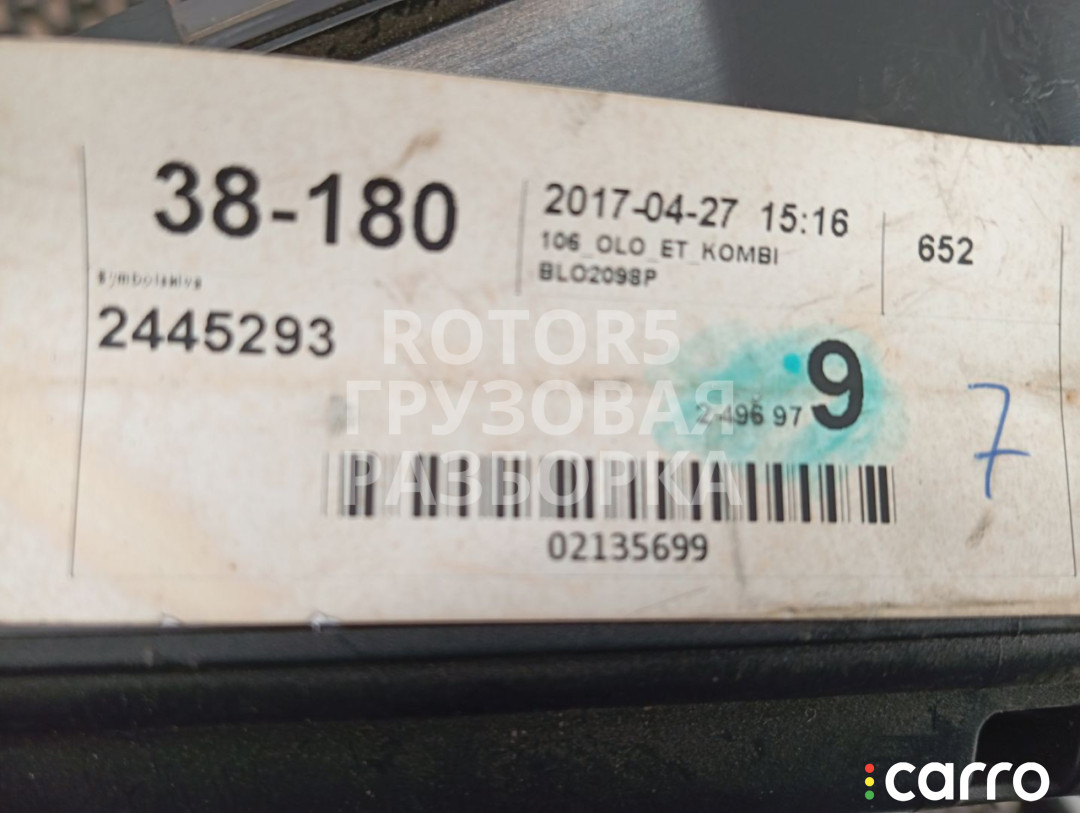 38-180
2017-04-27 15:16
106_OLO_ET_KOMBI
BLO2098P
652
2445293
2-496 97
9
7
02135699
ROTOR5
ГРУЗОВАЯ
РАЗБОРКА
carro